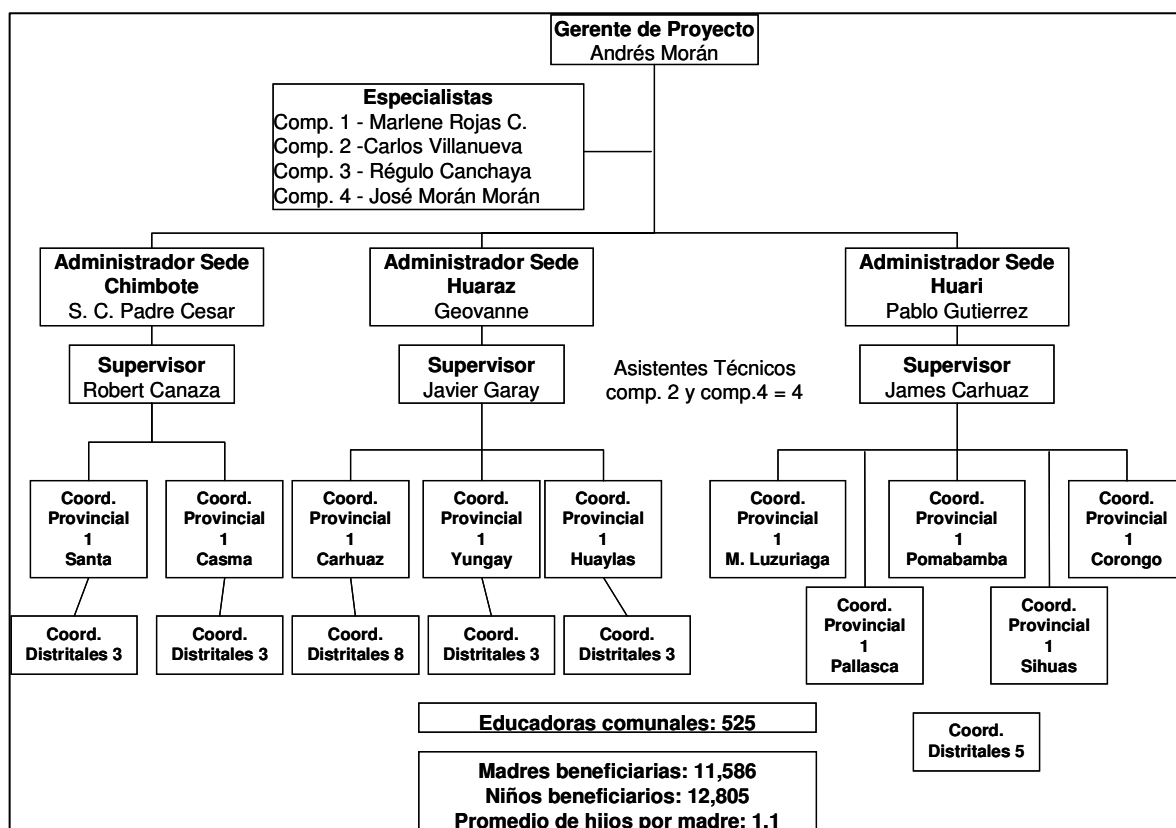 Gerente de Proyecto
Andrés Morán
Especialistas
Comp. 1 - Marlene Rojas C.
Comp. 2 -Carlos Villanueva
Comp. 3 - Régulo Canchaya
Comp. 4 - José Morán Morán
Administrador Sede
Chimbote
S. C. Padre Cesar
Administrador Sede
Huaraz
Geovanne
Administrador Sede
Huari
Pablo Gutierrez
Supervisor
Robert Canaza
Supervisor
Javier Garay
Asistentes Técnicos
comp. 2 y comp.4 = 4
Supervisor
James Carhuaz
Coord.
Provincial
1
Santa
Coord.
Provincial
1
Casma
Coord.
Provincial
1
Carhuaz
Coord.
Provincial
1
Yungay
Coord.
Provincial
1
Huaylas
Coord.
Provincial
1
M. Luzuriaga
Coord.
Provincial
1
Pomabamba
Coord.
Provincial
1
Corongo
Coord.
Provincial
1
Pallasca
Coord.
Provincial
1
Sihuas
Coord.
Distritales 3
Coord.
Distritales 3
Coord.
Distritales 8
Coord.
Distritales 3
Coord.
Distritales 3
Coord.
Distritales 5
Educadoras comunales: 525
Madres beneficiarias: 11,586
Niños beneficiarios: 12,805
Promedio de hijos por madre: 1.1